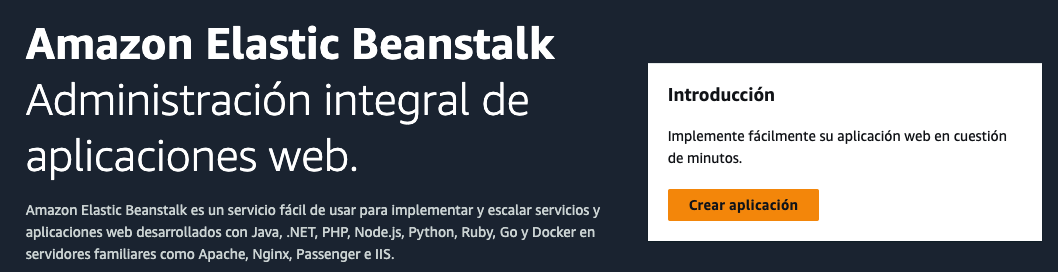 Amazon Elastic Beanstalk
Administración integral de
aplicaciones web.
Amazon Elastic Beanstalk es un servicio fácil de usar para implementar y escalar servicios y
aplicaciones web desarrollados con Java, .NET, PHP, Node.js, Python, Ruby, Go y Docker en
servidores familiares como Apache, Nginx, Passenger e IIS.
Introducción
Implemente fácilmente su aplicación web en cuestión
de minutos.
Crear aplicación